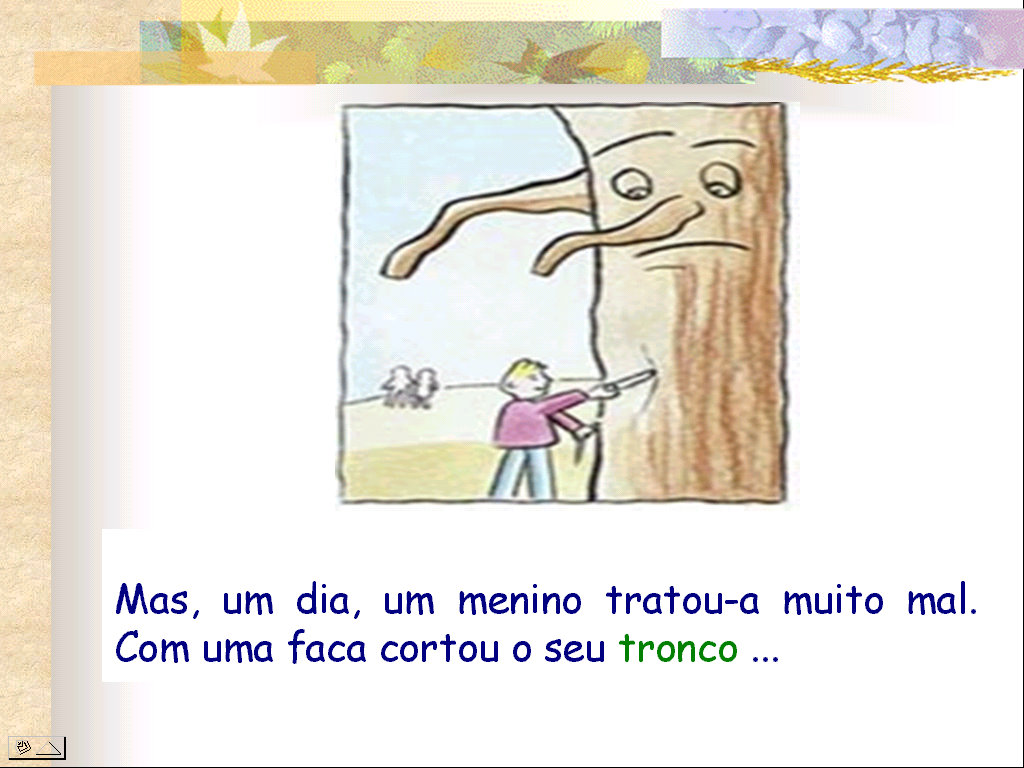 Mas, um dia, um menino tratou-a muito mal.
Com uma faca cortou o seu tronco ...